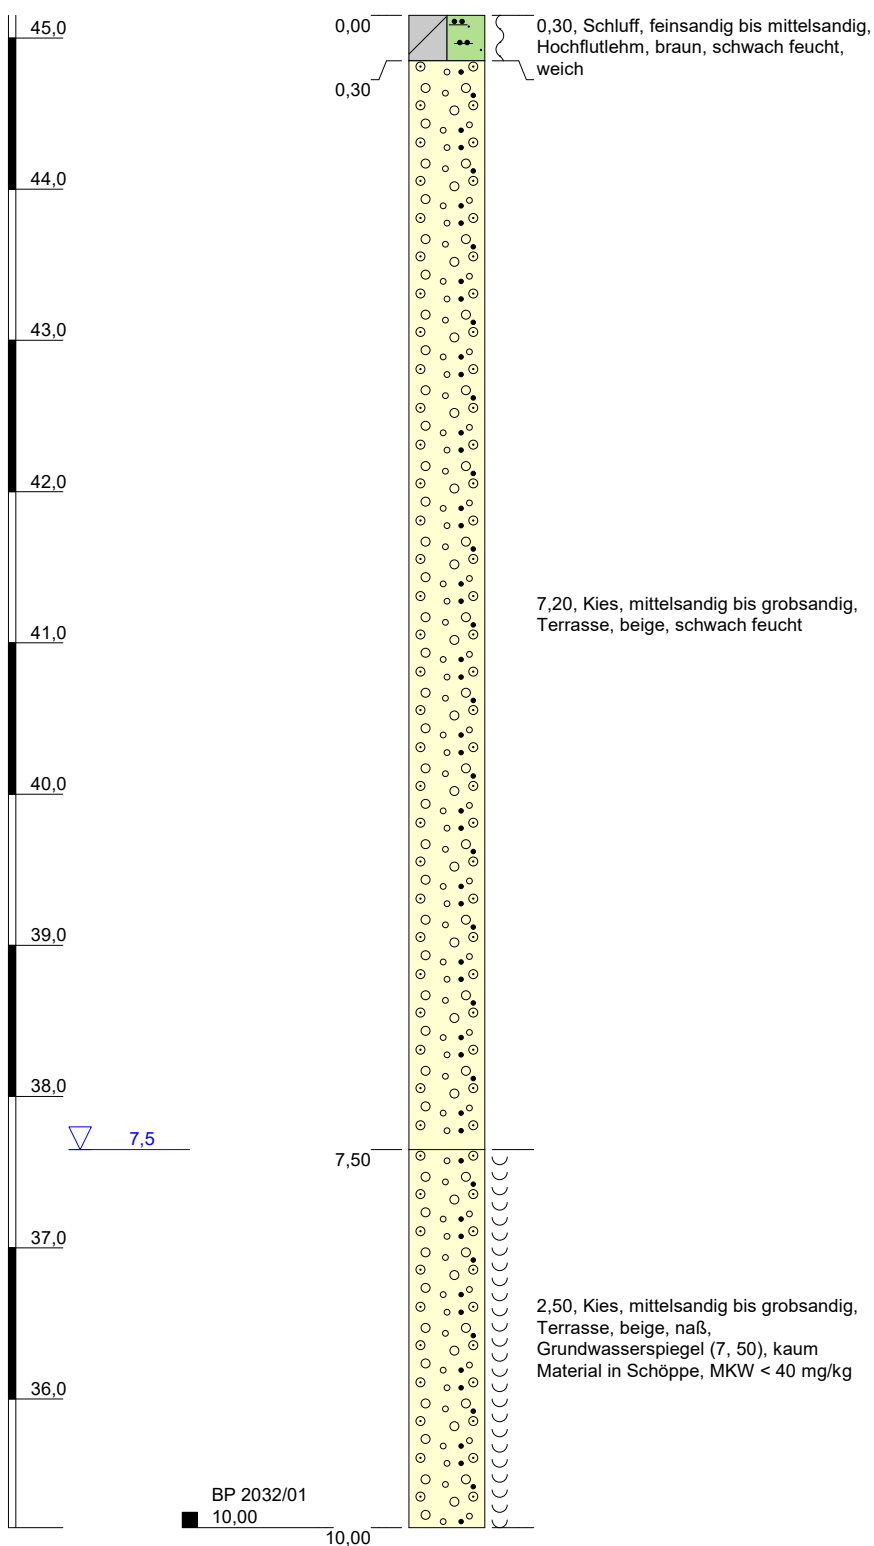 45,0
0,00
0,30, Schluff, feinsandig bis mittelsandig,
Hochflutlehm, braun, schwach feucht,
weich
0,30
44,0
43,0
42,0
7,20, Kies, mittelsandig bis grobsandig,
Terrasse, beige, schwach feucht
41,0
40,0
39,0
38,0
7,5
7,50
37,0
2,50, Kies, mittelsandig bis grobsandig,
Terrasse, beige, naß,
Grundwasserspiegel (7, 50), kaum
Material in Schöppe, MKW < 40 mg/kg
36,0
BP 2032/01
10,00
10,00